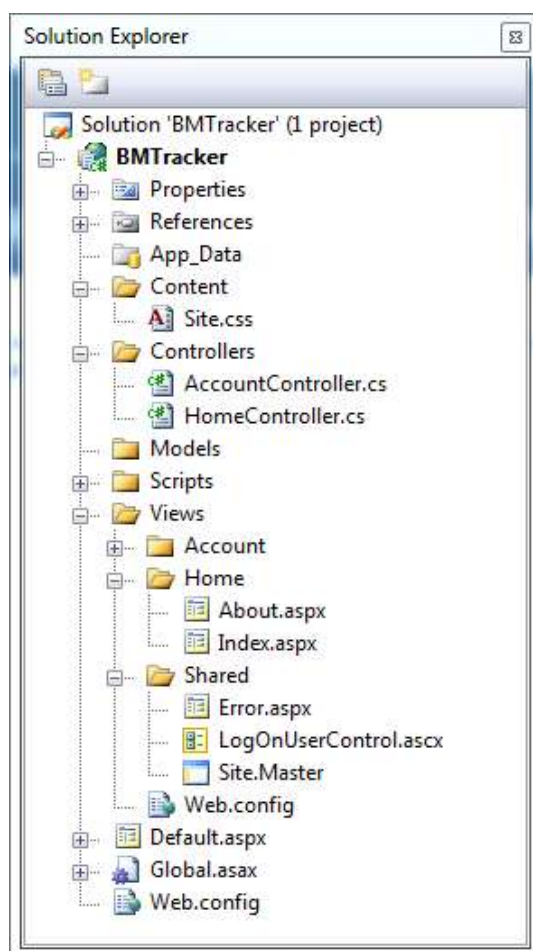 Solution Explorer
Solution 'BMTracker' (1 project)
BMTracker
Properties
References
App_Data
Content
Site.css
Controllers
AccountController.cs
HomeController.cs
Models
Scripts
Views
Account
Home
About.aspx
Index.aspx
Shared
Error.aspx
LogOnUserControl.ascx
Site.Master
Web.config
Default.aspx
Global.asax
Web.config